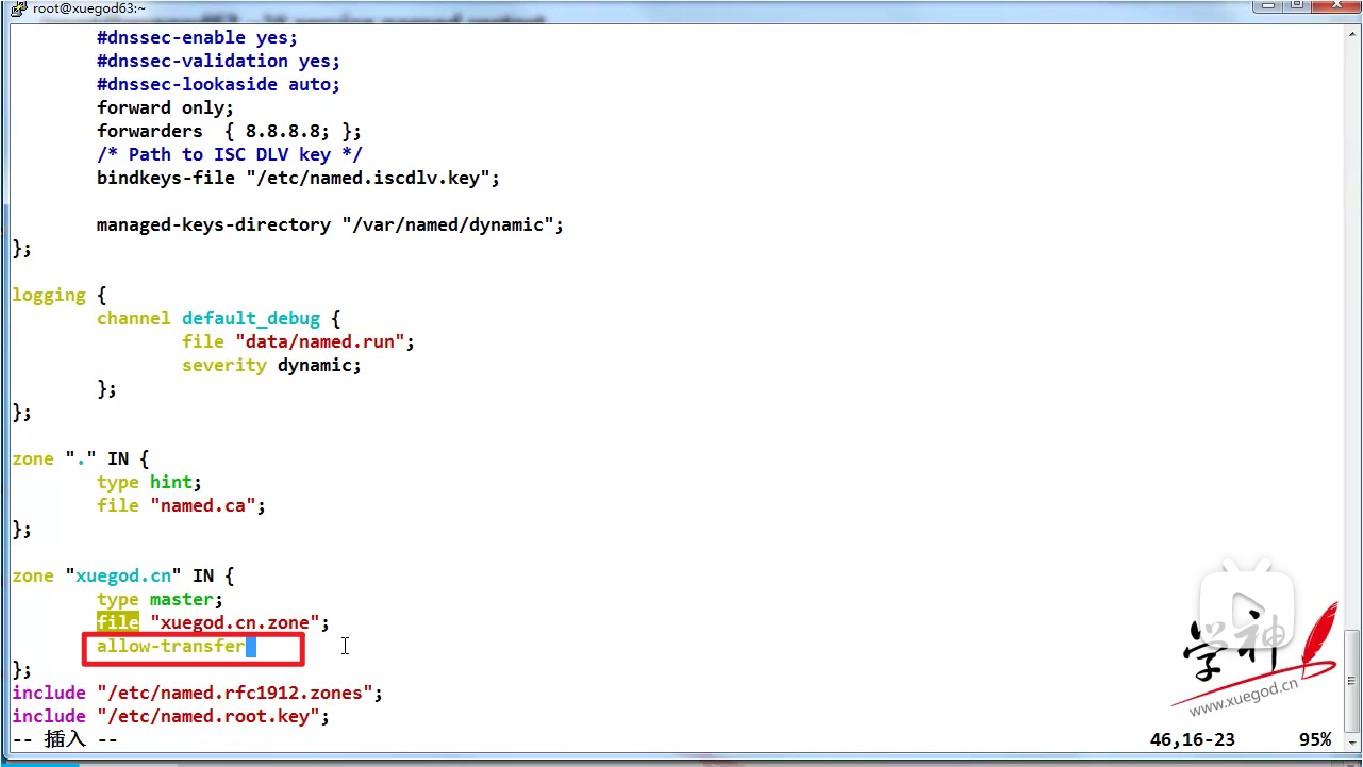 root@xuegod63:~
#dnssec-enable yes;
#dnssec-validation yes;
#dnssec-lookaside auto;
forward only;
forwarders  { 8.8.8.8; };
/* Path to ISC DLV key */
bindkeys-file "/etc/named.iscdlv.key";
managed-keys-directory "/var/named/dynamic";
};
logging {
channel default_debug {
file "data/named.run";
severity dynamic;
};
};
zone "." IN {
type hint;
file "named.ca";
};
zone "xuegod.cn" IN {
type master;
file "xuegod.cn.zone";
allow-transfer
};
include "/etc/named.rfc1912.zones";
include "/etc/named.root.key";
-- 插入 --
46,16-23
95%
学神
www.xuegod.cn